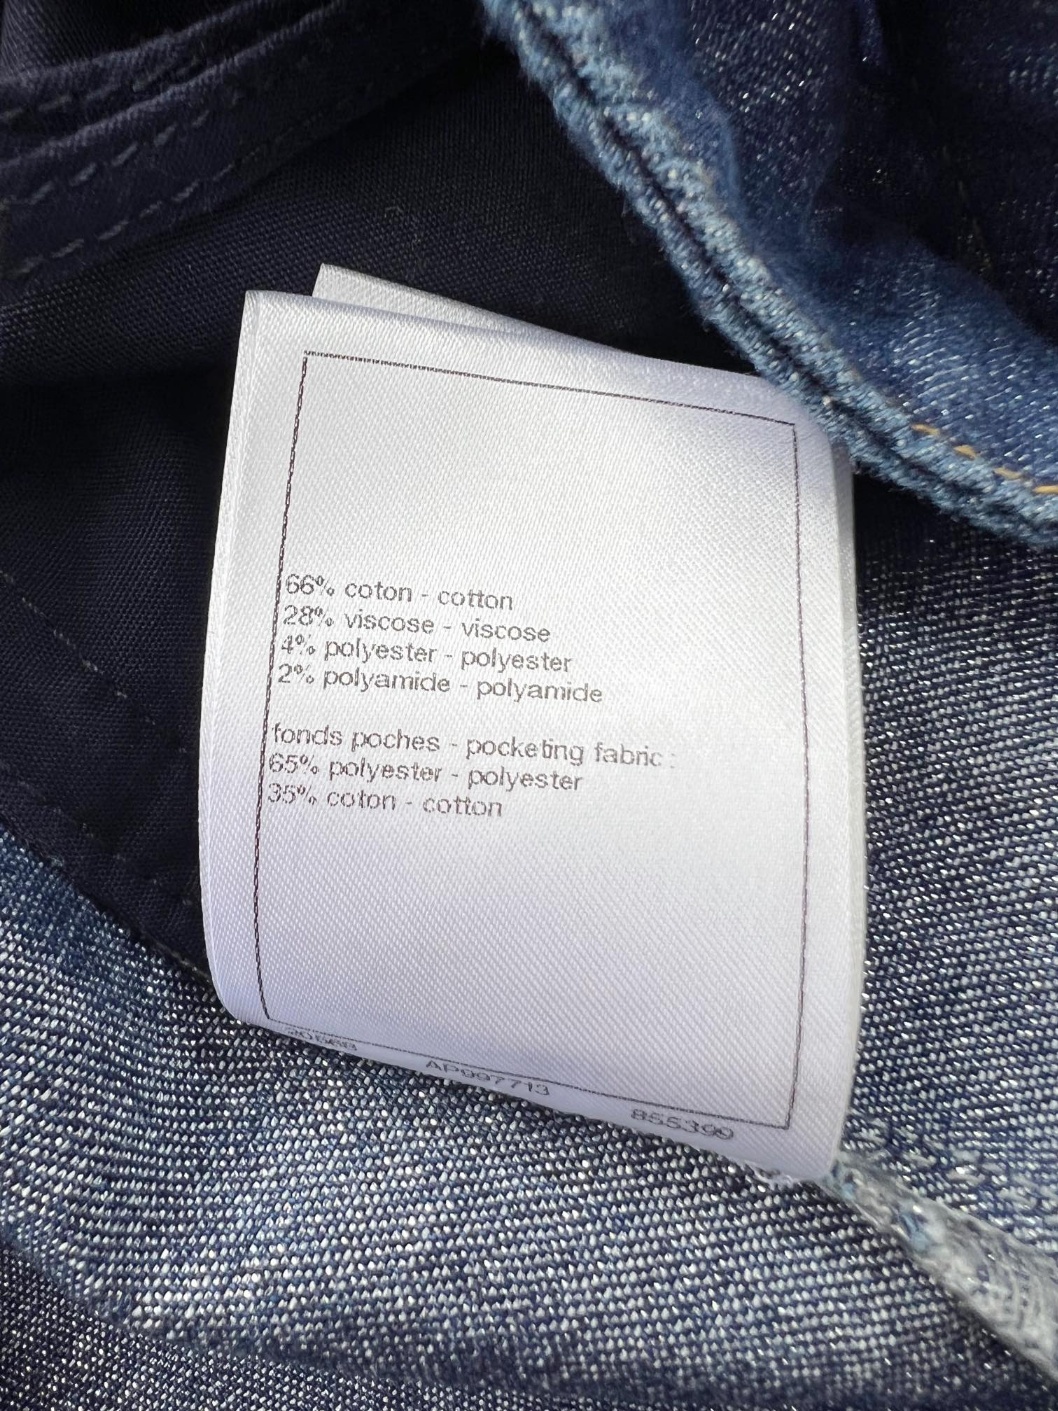 66% coton - cotton
28% viscose - viscose
4% polyester - polyester
2% polyamide - polyamide
fonds poches - pocketing fabric :
65% polyester - polyester
35% coton - cotton
AP997713
855399